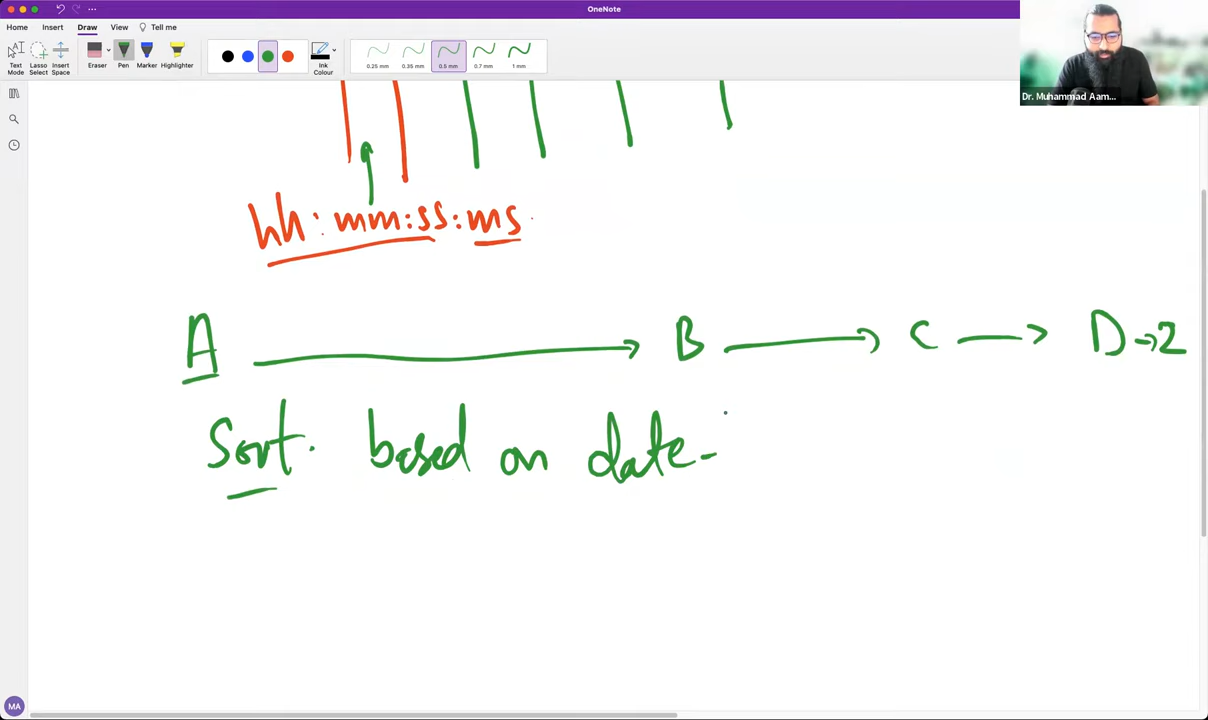 OneNote
Home Insert Draw View Tell me
Text Mode Lasso Select Insert Space Eraser Pen Marker Highlighter Ink Colour 0.25 mm 0.35 mm 0.5 mm 0.7 mm 1 mm
Dr. Muhammad Aam...
hh:mm:ss:ms
A → B → C → D→2
Sort. based on date-
MA